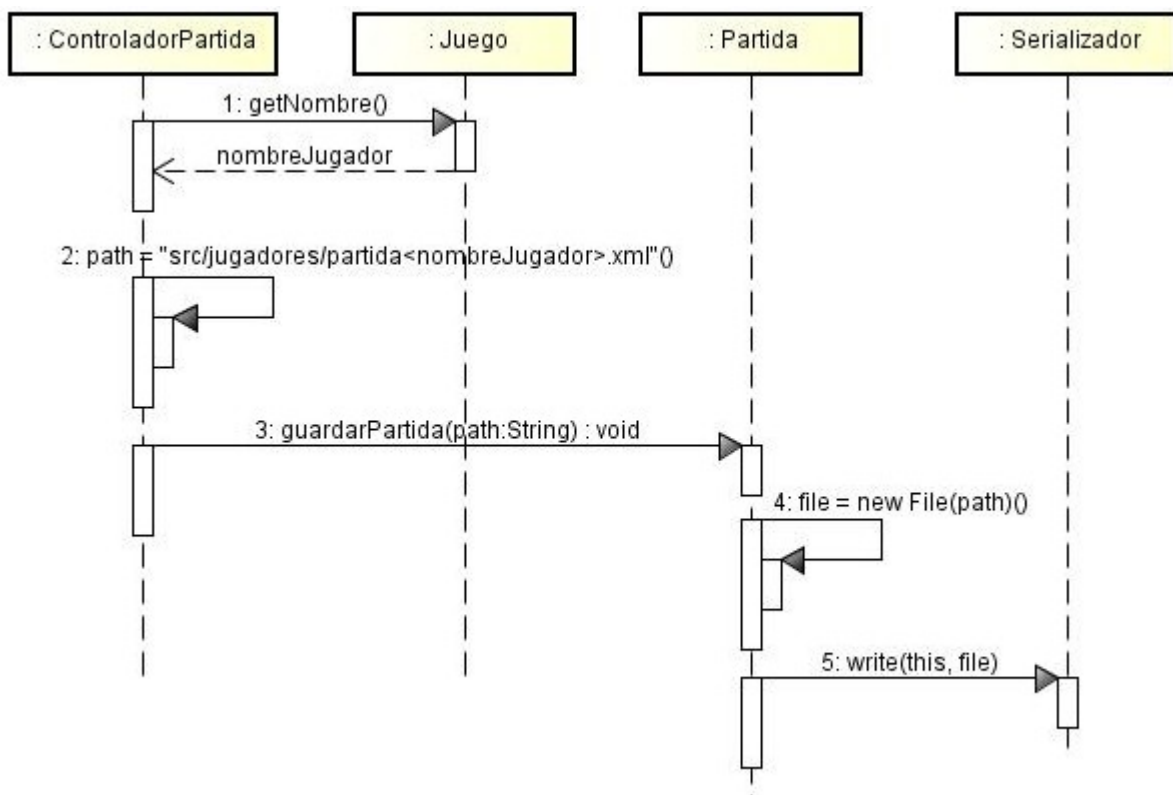 : ControladorPartida
: Juego
: Partida
: Serializador
1: getNombre()
nombreJugador
2: path = "src/jugadores/partida<nombreJugador>.xml"()
3: guardarPartida(path:String) : void
4: file = new File(path)()
5: write(this, file)